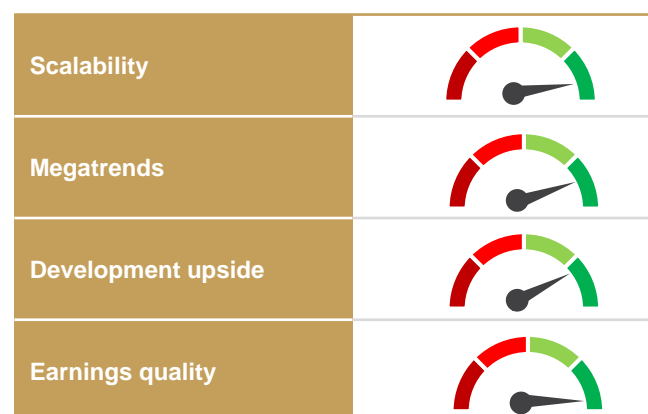 Scalability
Megatrends
Development upside
Earnings quality